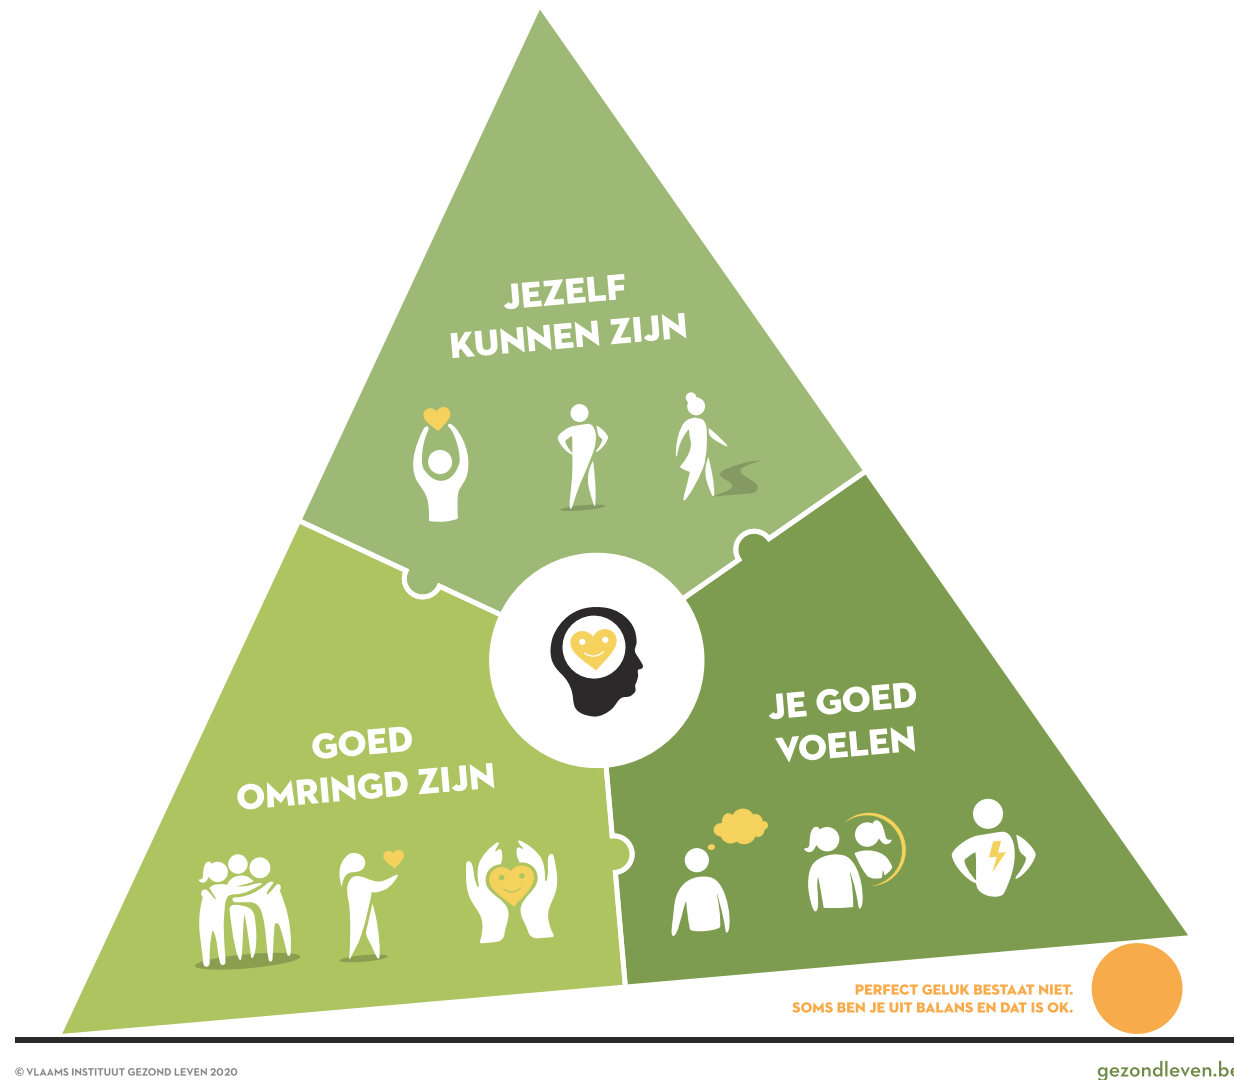 JEZELF
KUNNEN ZIJN
GOED
OMRINGD ZIJN
JE GOED
VOELEN
PERFECT GELUK BESTAAT NIET.
SOMS BEN JE UIT BALANS EN DAT IS OK.
© VLAAMS INSTITUUT GEZOND LEVEN 2020
gezondleven.be